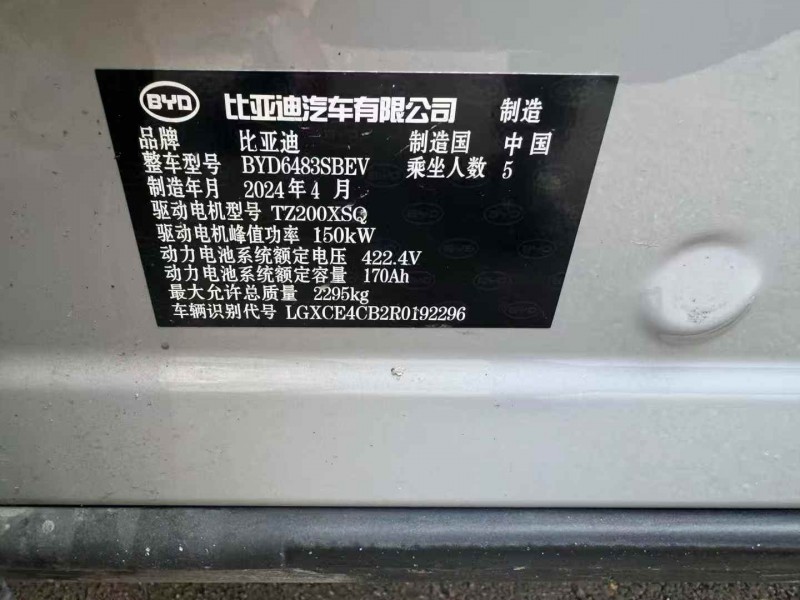 BYD 比亚迪汽车有限公司 制造
品牌 比亚迪 制造国 中国
整车型号 BYD6483SBEV 乘坐人数 5
制造年月 2024年4月
驱动电机型号 TZ200XSQ
驱动电机峰值功率 150kW
动力电池系统额定电压 422.4V
动力电池系统额定容量 170Ah
最大允许总质量 2295kg
车辆识别代号 LGXCE4CB2R0192296